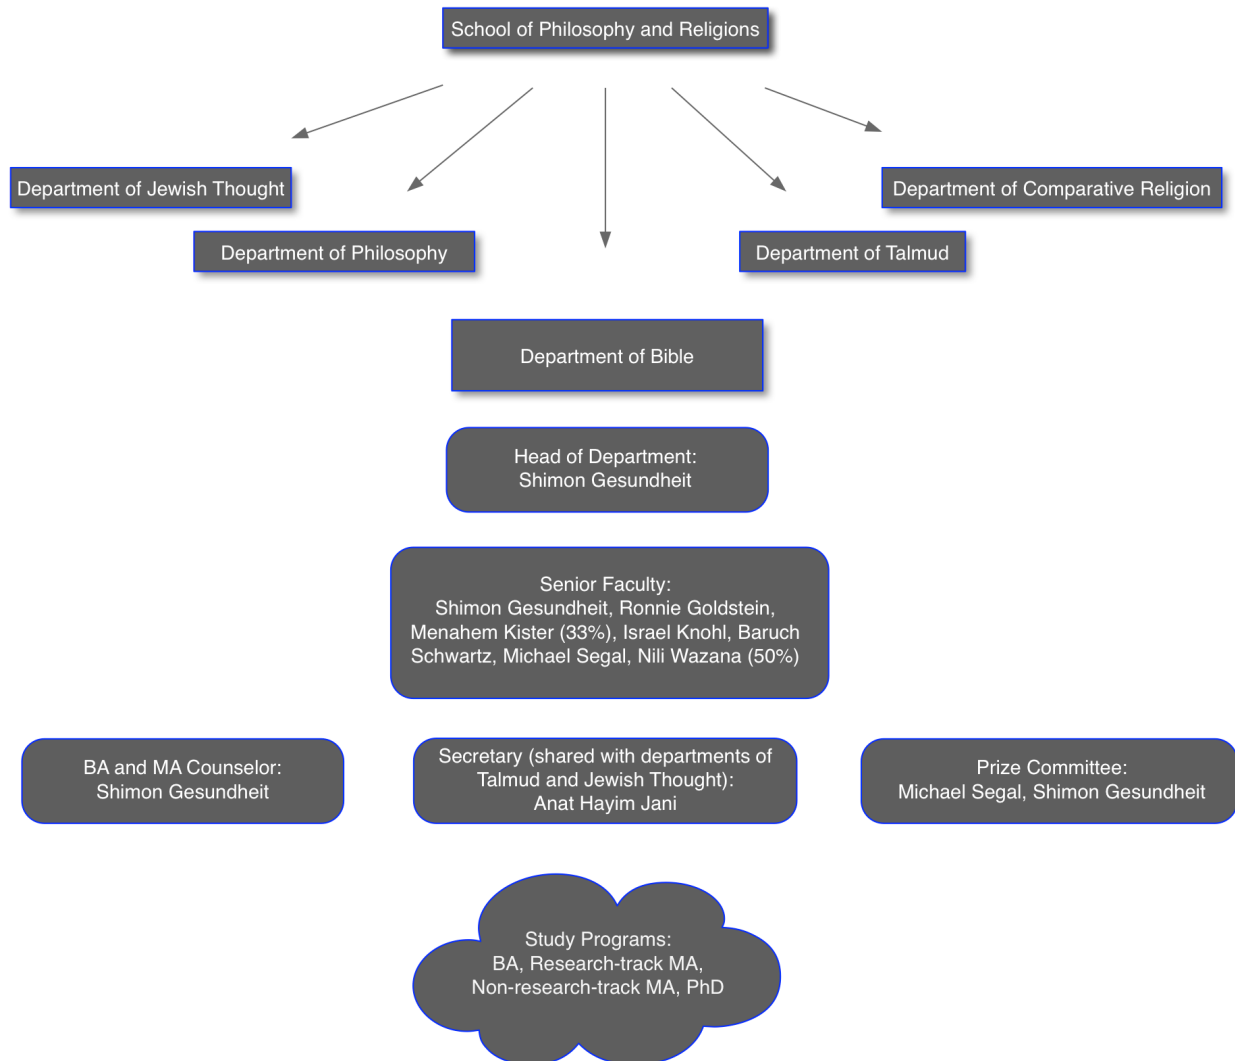 School of Philosophy and Religions
Department of Jewish Thought
Department of Comparative Religion
Department of Philosophy
Department of Talmud
Department of Bible
Head of Department:
Shimon Gesundheit
Senior Faculty:
Shimon Gesundheit, Ronnie Goldstein,
Menahem Kister (33%), Israel Knohl, Baruch
Schwartz, Michael Segal, Nili Wazana (50%)
BA and MA Counselor:
Shimon Gesundheit
Secretary (shared with departments of
Talmud and Jewish Thought):
Anat Hayim Jani
Prize Committee:
Michael Segal, Shimon Gesundheit
Study Programs:
BA, Research-track MA,
Non-research-track MA, PhD